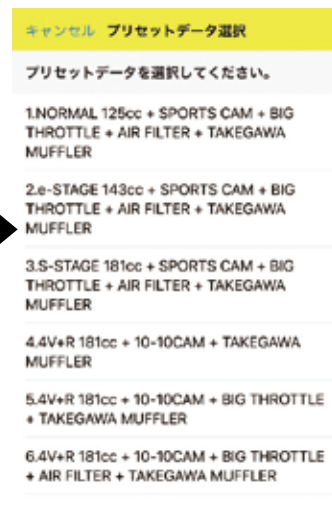 キャンセル プリセットデータ選択
プリセットデータを選択してください。
1.NORMAL 125cc + SPORTS CAM + BIG
THROTTLE + AIR FILTER + TAKEGAWA
MUFFLER
2.e-STAGE 143cc + SPORTS CAM + BIG
THROTTLE + AIR FILTER + TAKEGAWA
MUFFLER
3.S-STAGE 181cc + SPORTS CAM + BIG
THROTTLE + AIR FILTER + TAKEGAWA
MUFFLER
4.4V+R 181cc + 10-10CAM + TAKEGAWA
MUFFLER
5.4V+R 181cc + 10-10CAM + BIG THROTTLE
+ TAKEGAWA MUFFLER
6.4V+R 181cc + 10-10CAM + BIG THROTTLE
+ AIR FILTER + TAKEGAWA MUFFLER